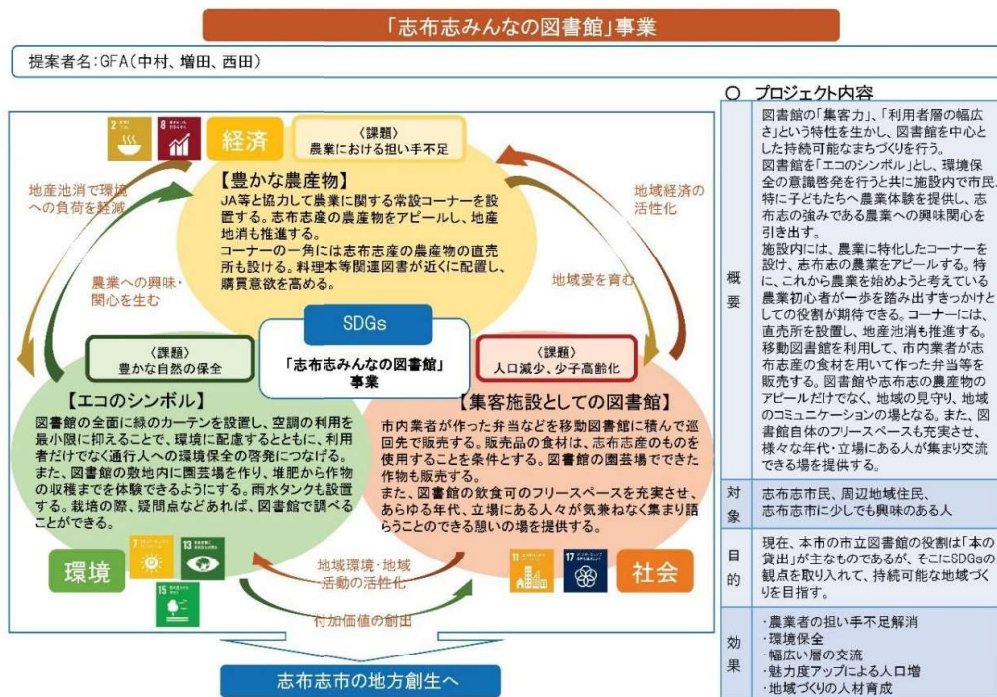 「志布志みんなの図書館」事業
提案者名:GFA(中村、増田、西田)
2
8
経済
〈課題〉
農業における担い手不足
【豊かな農産物】
JA等と協力して農業に関する常設コーナーを
設置する。志布志産の農産物をアピールし、地産
地消も推進する。
コーナーの一角には志布志産の農産物の直売
所も設ける。料理本等関連図書が近くに配置し、
購買意欲を高める。
地産池消で環境
への負荷を軽減
農業への興味・
関心を生む
地域経済の
活性化
地域愛を育む
SDGs
「志布志みんなの図書館」
事業
〈課題〉
豊かな自然の保全
【エコのシンボル】
図書館の全面に緑のカーテンを設置し、空調の利用を
最小限に抑えることで、環境に配慮するとともに、利用
者だけでなく通行人への環境保全の啓発につなげる。
また、図書館の敷地内に園芸場を作り、堆肥から作物
の収穫までを体験できるようにする。雨水タンクも設置
する。栽培の際、疑問点などあれば、図書館で調べる
ことができる。
環境
7
13
15
〈課題〉
人口減少、少子高齢化
【集客施設としての図書館】
市内業者が作った弁当などを移動図書館に積んで巡
回先で販売する。販売品の食材は、志布志産のものを
使用することを条件とする。図書館の園芸場でできた
作物も販売する。
また、図書館の飲食可のフリースペースを充実させ、
あらゆる年代、立場にある人々が気兼ねなく集まり語
らうことのできる憩いの場を提供する。
11
17
社会
地域環境・地域
活動の活性化
付加価値の創出
志布志市の地方創生へ
〇 プロジェクト内容
概要
図書館の「集客力」、「利用者層の幅広
さ」という特性を生かし、図書館を中心と
した持続可能なまちづくりを行う。
図書館を「エコのシンボル」とし、環境保
全の意識啓発を行うと共に施設内で市民、
特に子どもたちへ農業体験を提供し、志
布志の強みである農業への興味関心を
引き出す。
施設内には、農業に特化したコーナーを
設け、志布志の農業をアピールする。特
に、これから農業を始めようと考えている
農業初心者が一歩を踏み出すきっかけと
しての役割が期待できる。コーナーには、
直売所を設置し、地産池消も推進する。
移動図書館を利用して、市内業者が志
布志産の食材を用いて作った弁当等を
販売する。図書館や志布志の農産物の
アピールだけでなく、地域の見守り、地域
のコミュニケーションの場となる。また、図
書館自体のフリースペースも充実させ、
様々な年代・立場にある人が集まり交流
できる場を提供する。
対象
志布志市民、周辺地域住民、
志布志市に少しでも興味のある人
目的
現在、本市の市立図書館の役割は「本の
貸出」が主なものであるが、そこにSDGsの
観点を取り入れて、持続可能な地域づく
りを目指す。
効果
・農業者の担い手不足解消
・環境保全
・幅広い層の交流
・魅力度アップによる人口増
・地域づくりの人材育成